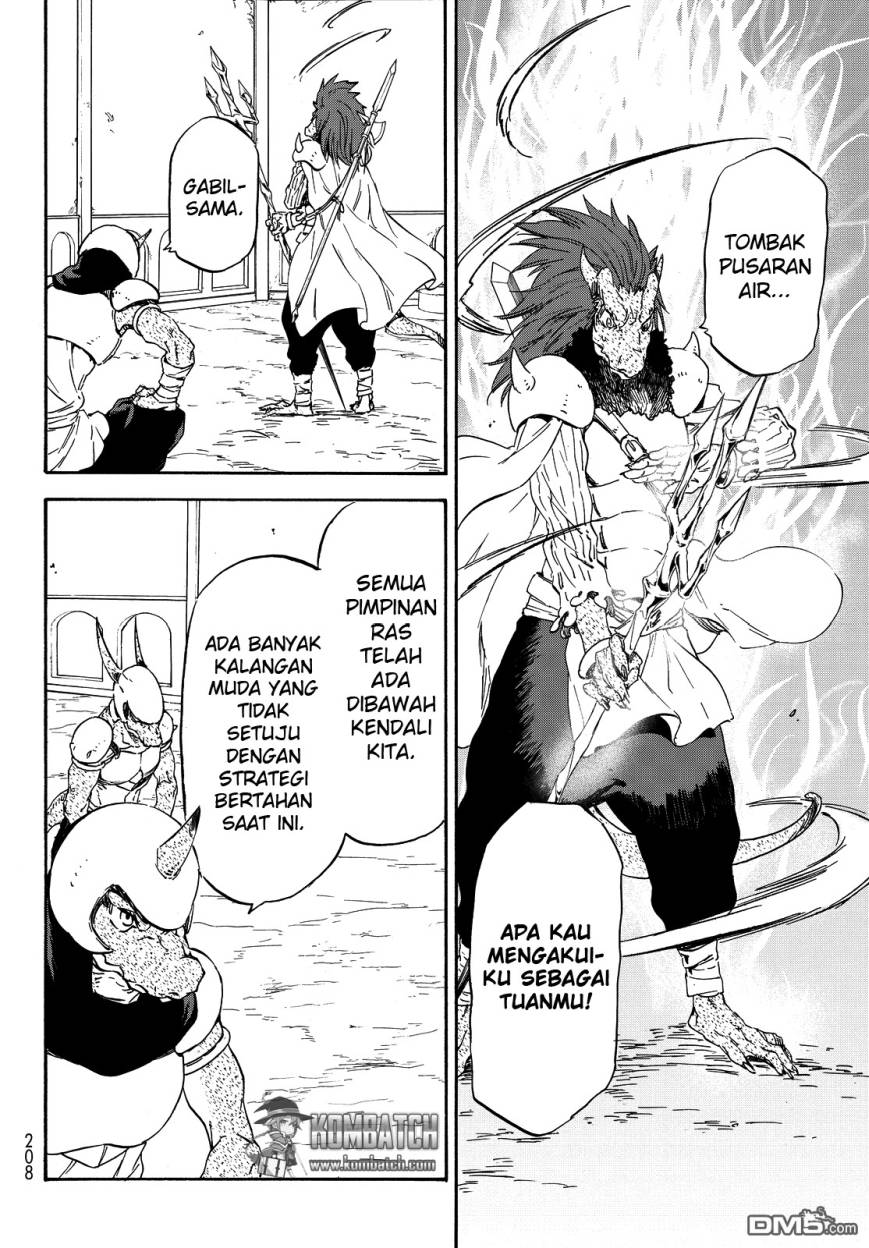 TOMBAK
PUSARAN
AIR...
APA KAU
MENGAKUI-
KU SEBAGAI
TUANMU!
GABIL-
SAMA.
SEMUA
PIMPINAN
RAS
TELAH
ADA
DIBAWAH
KENDALI
KITA.
ADA BANYAK
KALANGAN
MUDA YANG
TIDAK
SETUJU
DENGAN
STRATEGI
BERTAHAN
SAAT INI.
208
KOMBATCH
www.kombatch.com
DM5.com